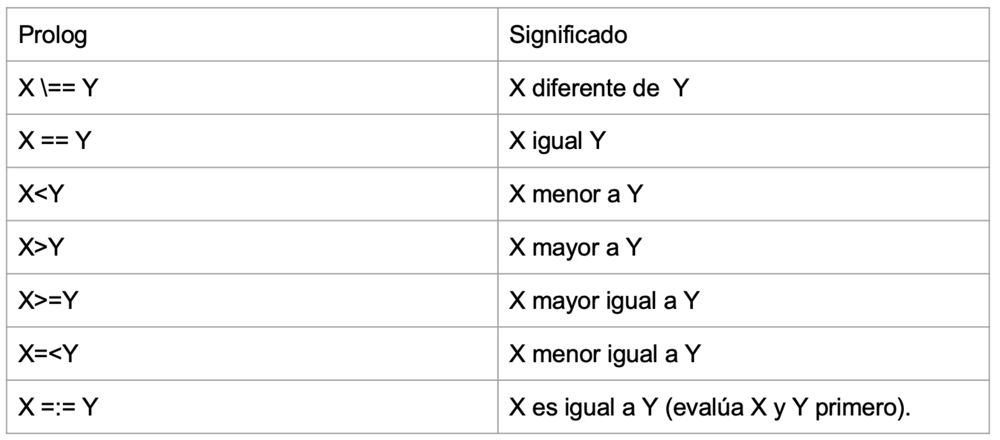 Prolog Significado
X \== Y X diferente de  Y
X == Y X igual Y
X<Y X menor a Y
X>Y X mayor a Y
X>=Y X mayor igual a Y
X=<Y X menor igual a Y
X =:= Y X es igual a Y (evalúa X y Y primero).